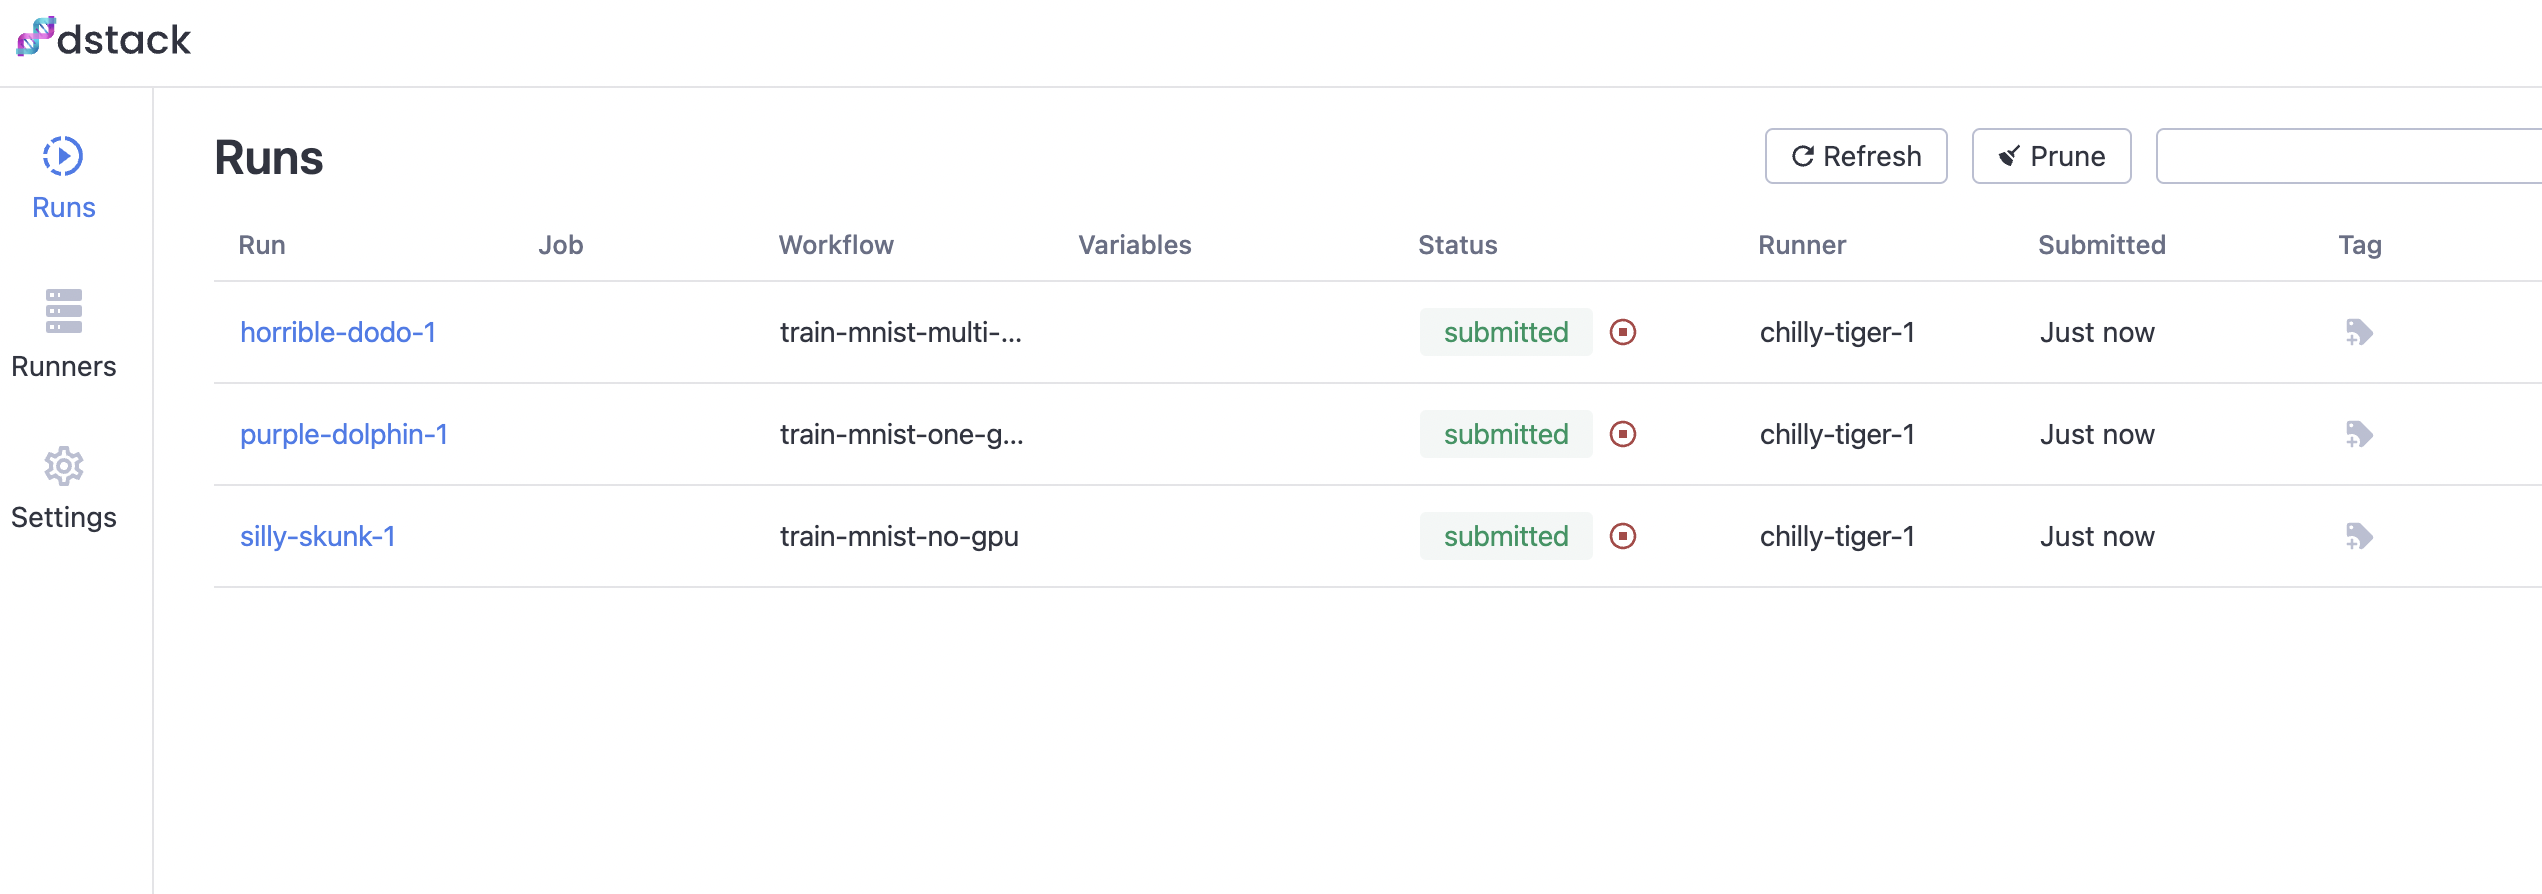 dstack
Runs
Runners
Settings
Runs
Refresh
Prune
Run Job Workflow Variables Status Runner Submitted Tag
horrible-dodo-1 train-mnist-multi-... submitted chilly-tiger-1 Just now
purple-dolphin-1 train-mnist-one-g... submitted chilly-tiger-1 Just now
silly-skunk-1 train-mnist-no-gpu submitted chilly-tiger-1 Just now